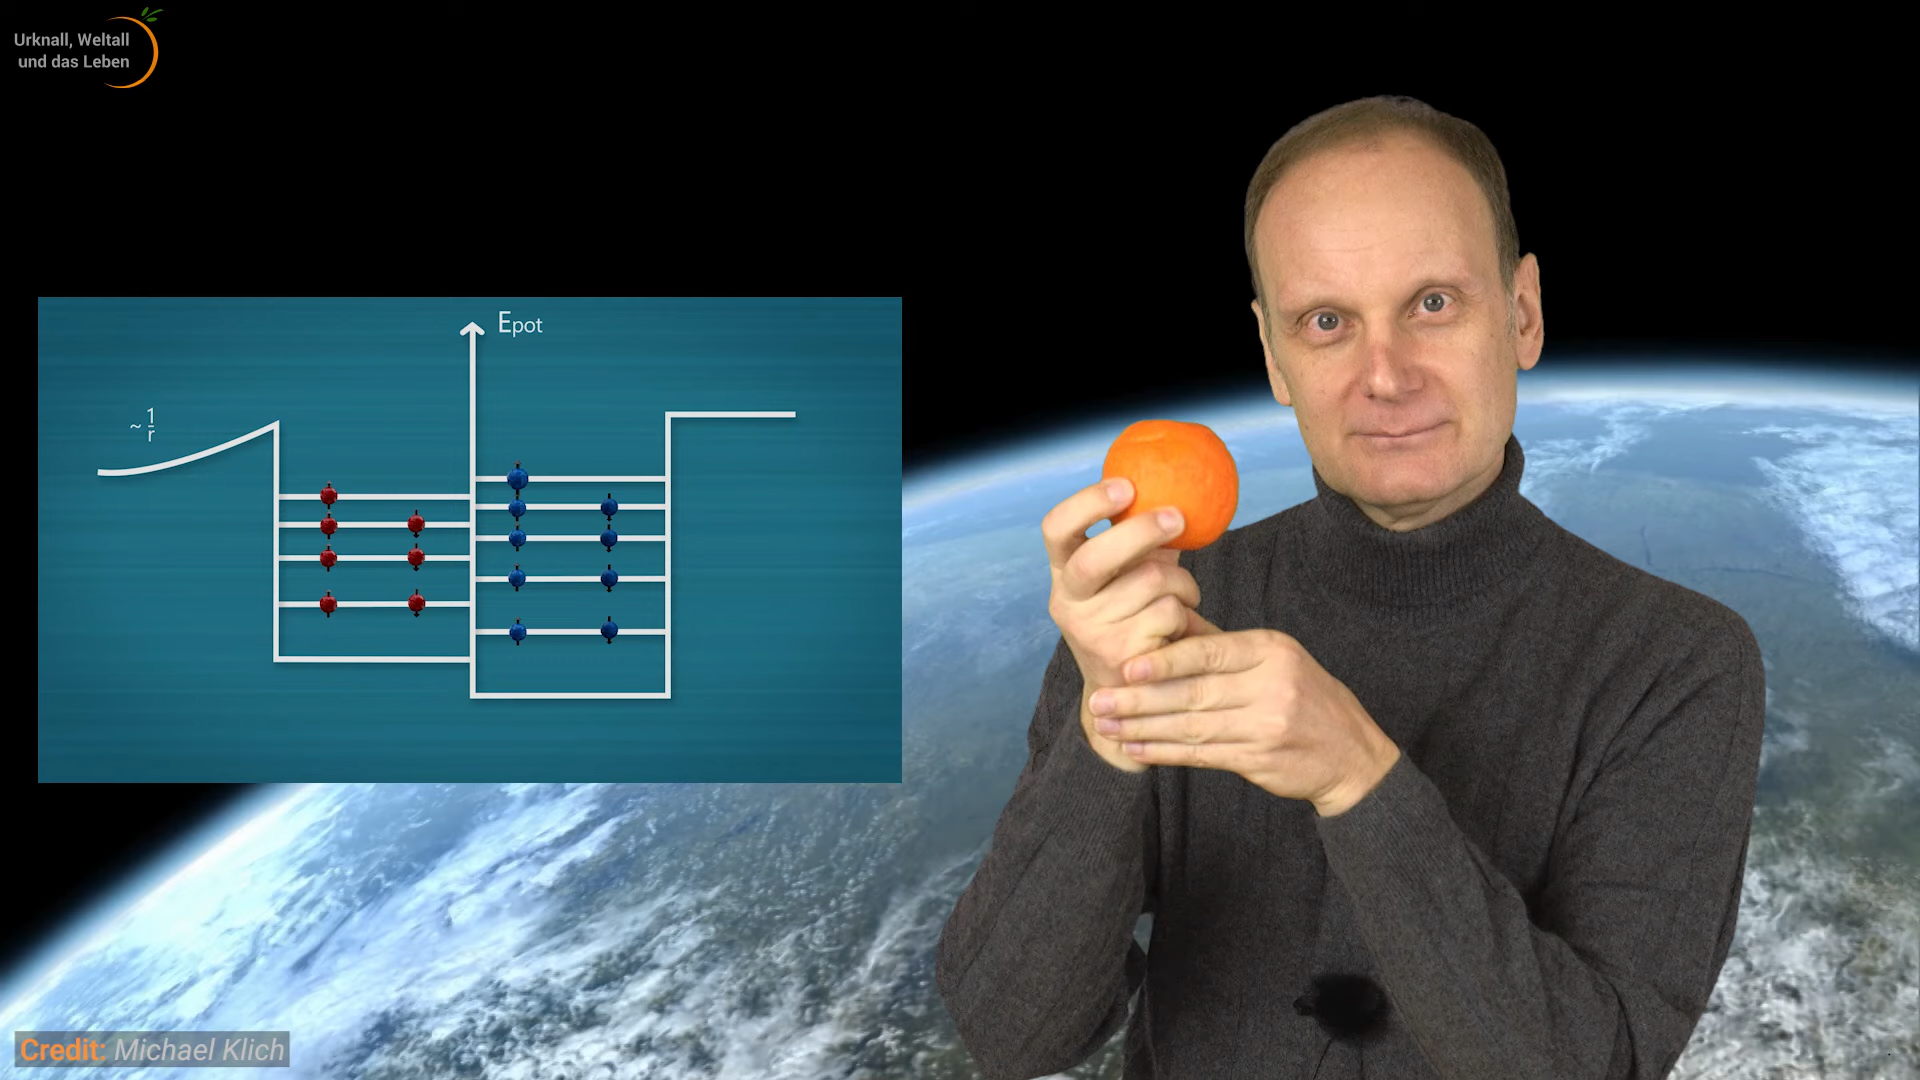 Urknall, Weltall
und das Leben
Epot
~ 1/r
Credit: Michael Klich